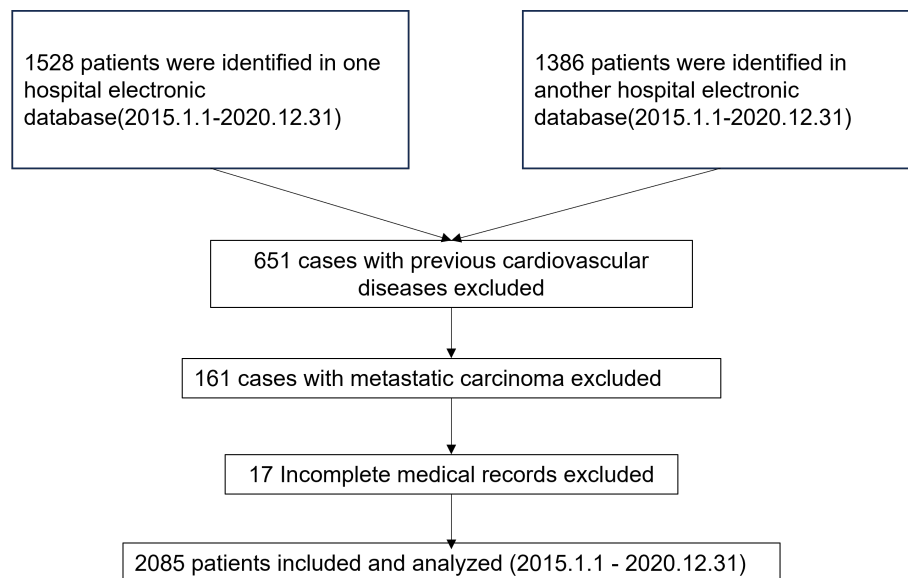 1528 patients were identified in one
hospital electronic
database(2015.1.1-2020.12.31)
1386 patients were identified in
another hospital electronic
database(2015.1.1-2020.12.31)
651 cases with previous cardiovascular
diseases excluded
161 cases with metastatic carcinoma excluded
17 Incomplete medical records excluded
2085 patients included and analyzed (2015.1.1 - 2020.12.31)